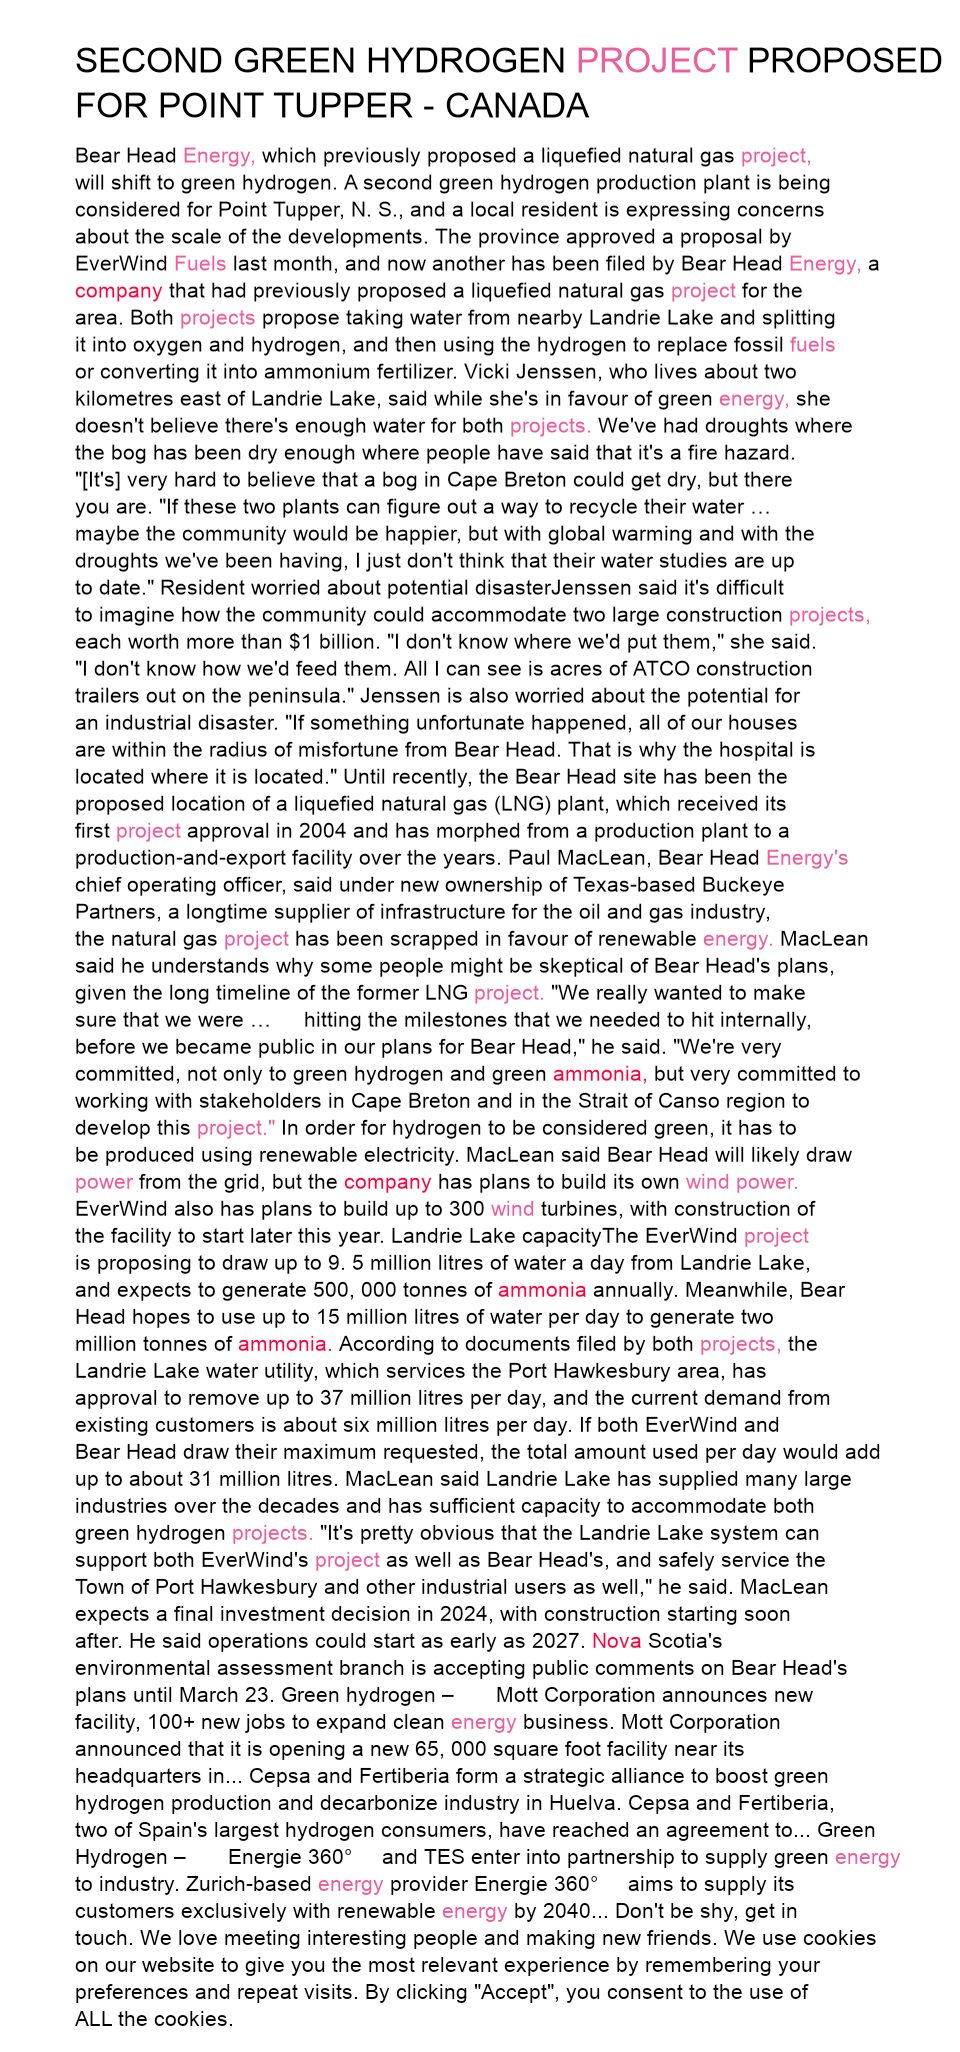 SECOND GREEN HYDROGEN PROJECT PROPOSED
FOR POINT TUPPER - CANADA
Bear Head Energy, which previously proposed a liquefied natural gas project,
will shift to green hydrogen. A second green hydrogen production plant is being
considered for Point Tupper, N. S., and a local resident is expressing concerns
about the scale of the developments. The province approved a proposal by
EverWind Fuels last month, and now another has been filed by Bear Head Energy, a
company that had previously proposed a liquefied natural gas project for the
area. Both projects propose taking water from nearby Landrie Lake and splitting
it into oxygen and hydrogen, and then using the hydrogen to replace fossil fuels
or converting it into ammonium fertilizer. Vicki Jenssen, who lives about two
kilometres east of Landrie Lake, said while she's in favour of green energy, she
doesn't believe there's enough water for both projects. We've had droughts where
the bog has been dry enough where people have said that it's a fire hazard.
"[It's] very hard to believe that a bog in Cape Breton could get dry, but there
you are. "If these two plants can figure out a way to recycle their water …
maybe the community would be happier, but with global warming and with the
droughts we've been having, I just don't think that their water studies are up
to date." Resident worried about potential disasterJenssen said it's difficult
to imagine how the community could accommodate two large construction projects,
each worth more than $1 billion. "I don't know where we'd put them," she said.
"I don't know how we'd feed them. All I can see is acres of ATCO construction
trailers out on the peninsula." Jenssen is also worried about the potential for
an industrial disaster. "If something unfortunate happened, all of our houses
are within the radius of misfortune from Bear Head. That is why the hospital is
located where it is located." Until recently, the Bear Head site has been the
proposed location of a liquefied natural gas (LNG) plant, which received its
first project approval in 2004 and has morphed from a production plant to a
production-and-export facility over the years. Paul MacLean, Bear Head Energy's
chief operating officer, said under new ownership of Texas-based Buckeye
Partners, a longtime supplier of infrastructure for the oil and gas industry,
the natural gas project has been scrapped in favour of renewable energy. MacLean
said he understands why some people might be skeptical of Bear Head's plans,
given the long timeline of the former LNG project. "We really wanted to make
sure that we were … hitting the milestones that we needed to hit internally,
before we became public in our plans for Bear Head," he said. "We're very
committed, not only to green hydrogen and green ammonia, but very committed to
working with stakeholders in Cape Breton and in the Strait of Canso region to
develop this project." In order for hydrogen to be considered green, it has to
be produced using renewable electricity. MacLean said Bear Head will likely draw
power from the grid, but the company has plans to build its own wind power.
EverWind also has plans to build up to 300 wind turbines, with construction of
the facility to start later this year. Landrie Lake capacityThe EverWind project
is proposing to draw up to 9. 5 million litres of water a day from Landrie Lake,
and expects to generate 500, 000 tonnes of ammonia annually. Meanwhile, Bear
Head hopes to use up to 15 million litres of water per day to generate two
million tonnes of ammonia. According to documents filed by both projects, the
Landrie Lake water utility, which services the Port Hawkesbury area, has
approval to remove up to 37 million litres per day, and the current demand from
existing customers is about six million litres per day. If both EverWind and
Bear Head draw their maximum requested, the total amount used per day would add
up to about 31 million litres. MacLean said Landrie Lake has supplied many large
industries over the decades and has sufficient capacity to accommodate both
green hydrogen projects. "It's pretty obvious that the Landrie Lake system can
support both EverWind's project as well as Bear Head's, and safely service the
Town of Port Hawkesbury and other industrial users as well," he said. MacLean
expects a final investment decision in 2024, with construction starting soon
after. He said operations could start as early as 2027. Nova Scotia's
environmental assessment branch is accepting public comments on Bear Head's
plans until March 23. Green hydrogen – Mott Corporation announces new
facility, 100+ new jobs to expand clean energy business. Mott Corporation
announced that it is opening a new 65, 000 square foot facility near its
headquarters in... Cepsa and Fertiberia form a strategic alliance to boost green
hydrogen production and decarbonize industry in Huelva. Cepsa and Fertiberia,
two of Spain's largest hydrogen consumers, have reached an agreement to... Green
Hydrogen – Energie 360° and TES enter into partnership to supply green energy
to industry. Zurich-based energy provider Energie 360° aims to supply its
customers exclusively with renewable energy by 2040... Don't be shy, get in
touch. We love meeting interesting people and making new friends. We use cookies
on our website to give you the most relevant experience by remembering your
preferences and repeat visits. By clicking "Accept", you consent to the use of
ALL the cookies.